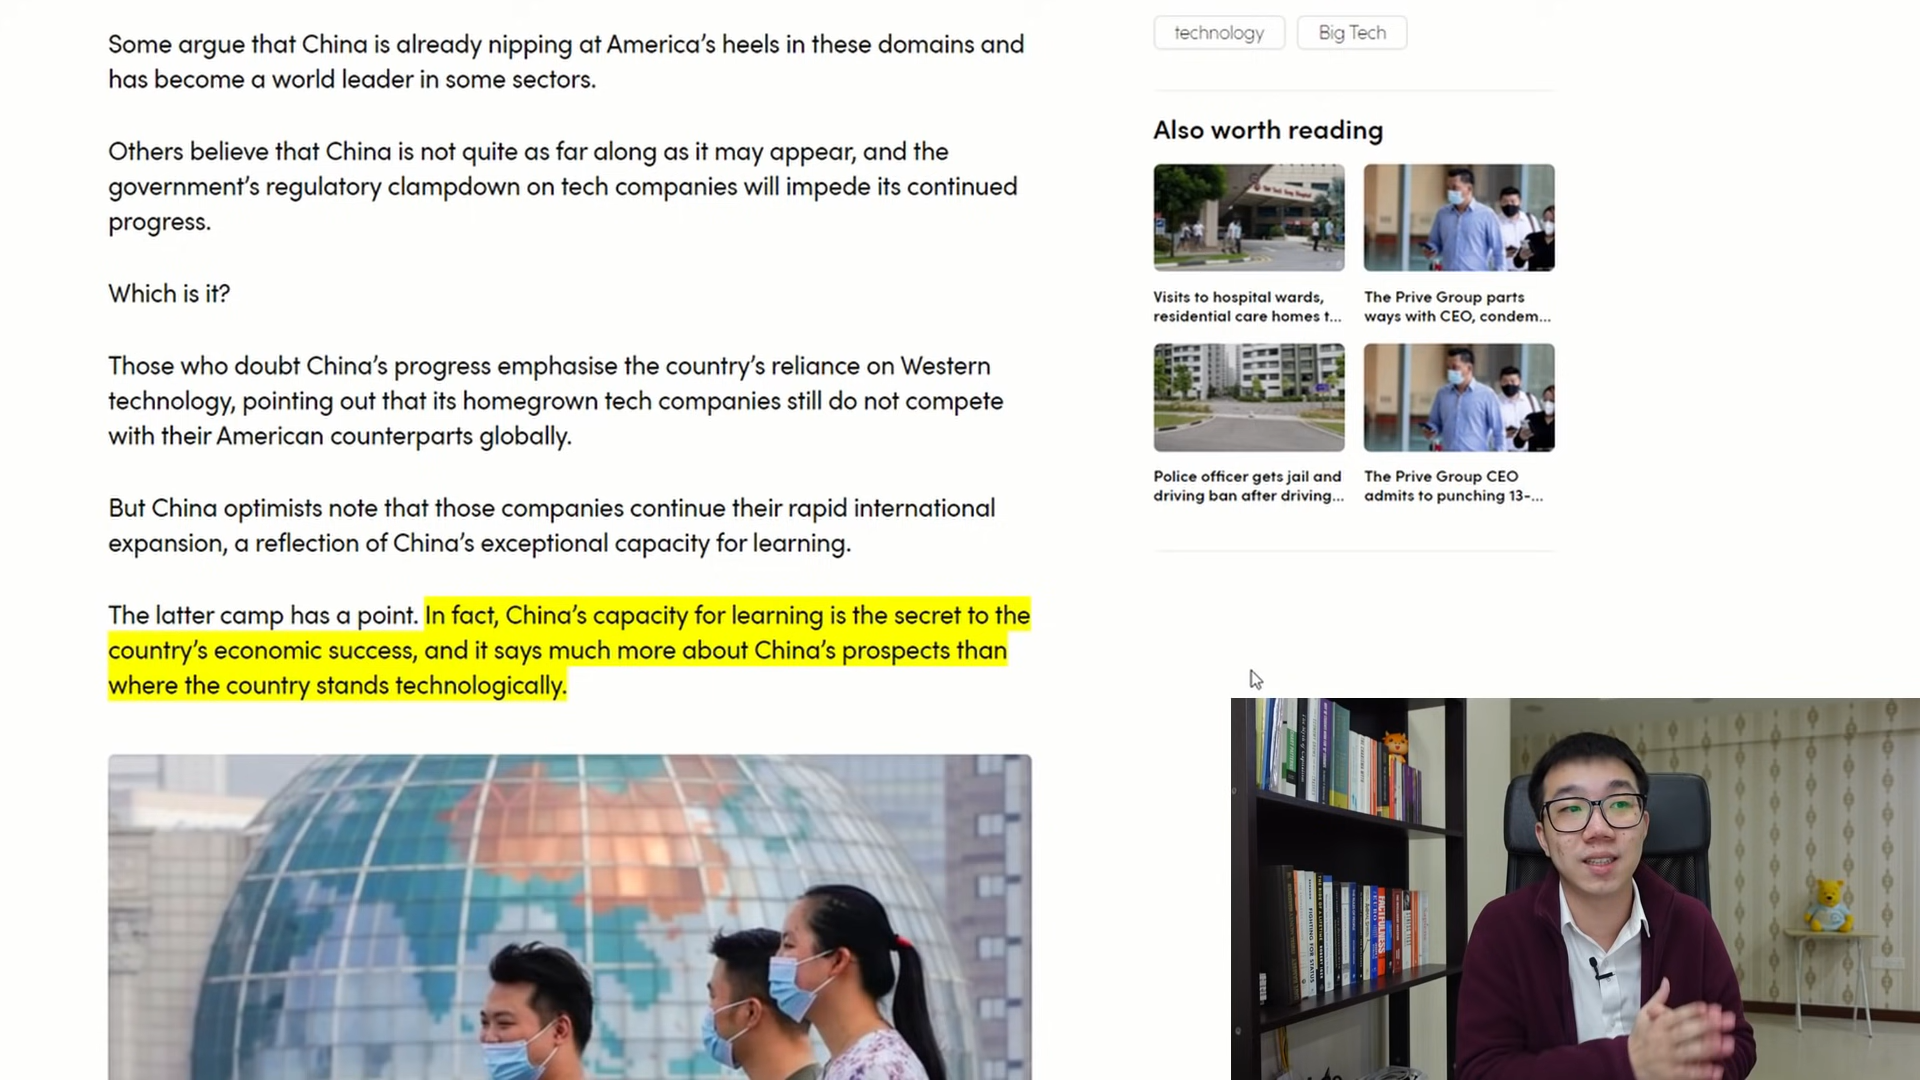 Some argue that China is already nipping at America's heels in these domains and
has become a world leader in some sectors.
Others believe that China is not quite as far along as it may appear, and the
government's regulatory clampdown on tech companies will impede its continued
progress.
Which is it?
Those who doubt China's progress emphasise the country's reliance on Western
technology, pointing out that its homegrown tech companies still do not compete
with their American counterparts globally.
But China optimists note that those companies continue their rapid international
expansion, a reflection of China's exceptional capacity for learning.
The latter camp has a point. In fact, China's capacity for learning is the secret to the
country's economic success, and it says much more about China's prospects than
where the country stands technologically.
technology
Big Tech
Also worth reading
Visits to hospital wards,
residential care homes t...
The Prive Group parts
ways with CEO, condem...
Police officer gets jail and
driving ban after driving...
The Prive Group CEO
admits to punching 13-...
FIGHTING FOR STATUS
FACTFULNESS